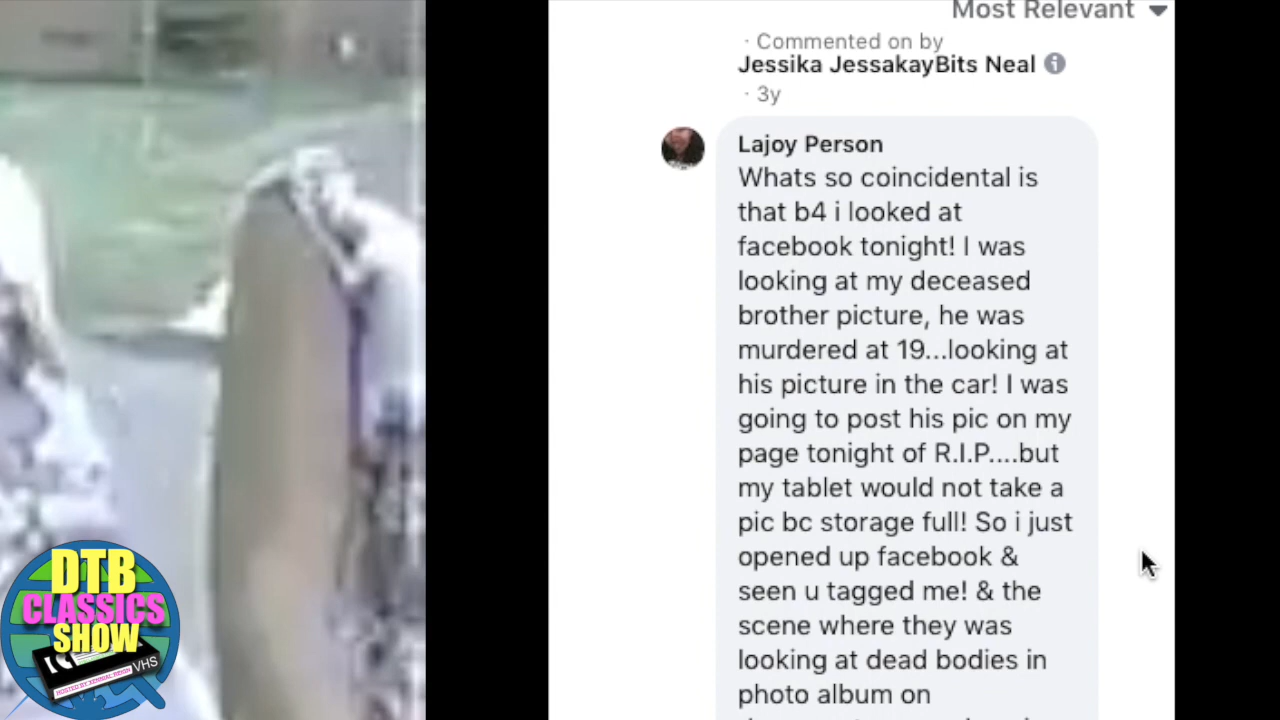 Most Relevant
· Commented on by
Jessika JessakayBits Neal
· 3y
Lajoy Person
Whats so coincidental is
that b4 i looked at
facebook tonight! I was
looking at my deceased
brother picture, he was
murdered at 19...looking at
his picture in the car! I was
going to post his pic on my
page tonight of R.I.P....but
my tablet would not take a
pic bc storage full! So i just
opened up facebook &
seen u tagged me! & the
scene where they was
looking at dead bodies in
photo album on
DTB
CLASSICS
SHOW
VHS